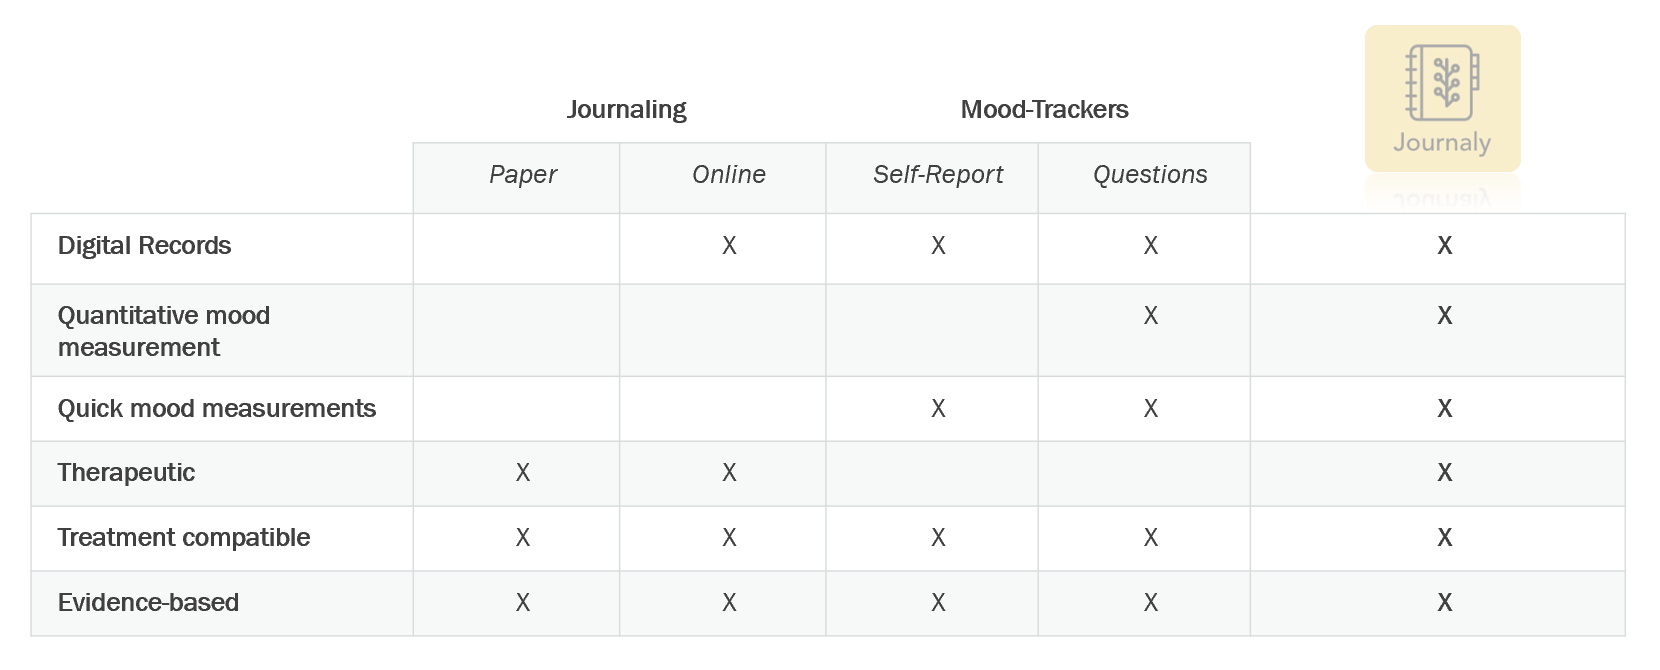 Journaly
Journaling Mood-Trackers
Paper Online Self-Report Questions
Digital Records X X X X
Quantitative mood
measurement X X
Quick mood measurements X X X
Therapeutic X X X
Treatment compatible X X X X X
Evidence-based X X X X X